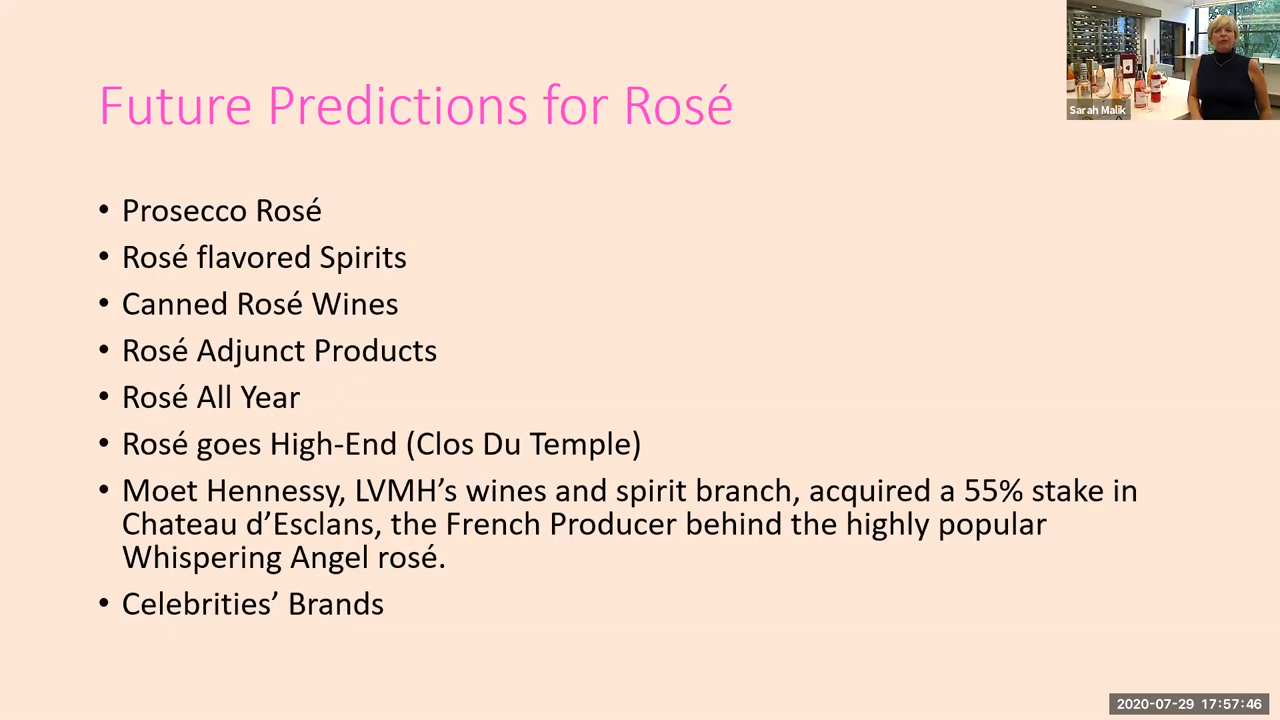 Sarah Malik
Future Predictions for Rosé
• Prosecco Rosé
• Rosé flavored Spirits
• Canned Rosé Wines
• Rosé Adjunct Products
• Rosé All Year
• Rosé goes High-End (Clos Du Temple)
• Moet Hennessy, LVMH’s wines and spirit branch, acquired a 55% stake in
Chateau d’Esclans, the French Producer behind the highly popular
Whispering Angel rosé.
• Celebrities’ Brands
2020-07-29 17:57:46